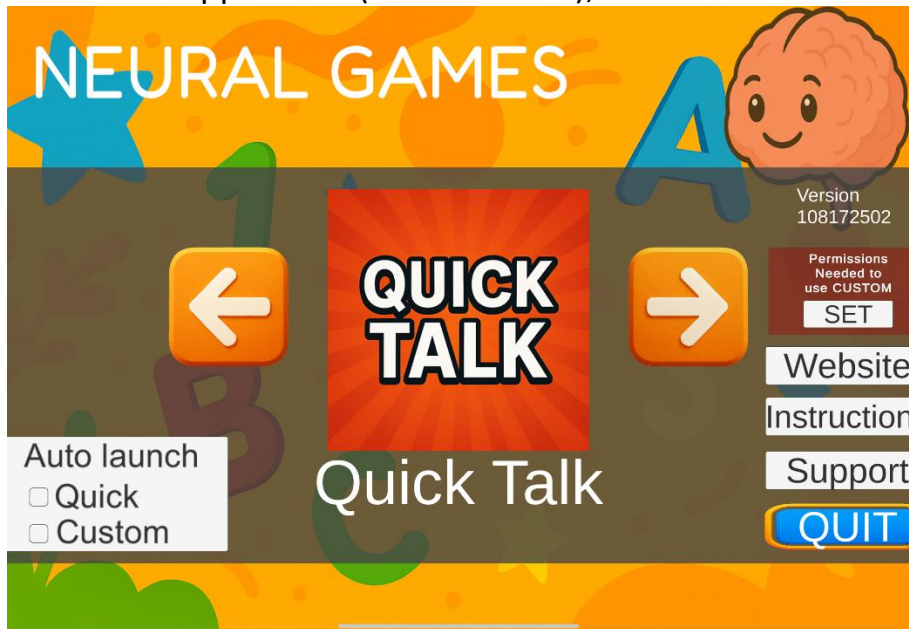 NEURAL GAMES
Version
108172502
QUICK
TALK
Permissions
Needed to
use CUSTOM
SET
Website
Instruction
Support
QUIT
Auto launch
Quick
Custom
Quick Talk
A
1
B
C